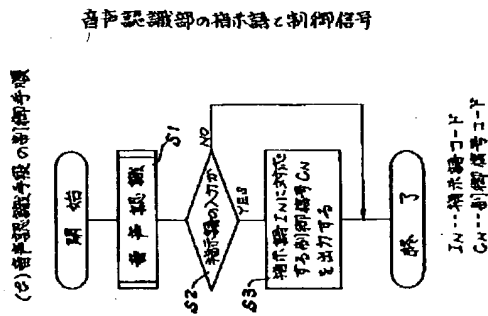 音声認識部の指示語と制御信号
(e)音声認識手段の制御手順
開始
音声認識
S1
指示語の入力か
S2
NO
YES
指示語INに対応
する制御信号CN
を出力する
S3
終了
IN…指示語コード
CN…制御信号コード